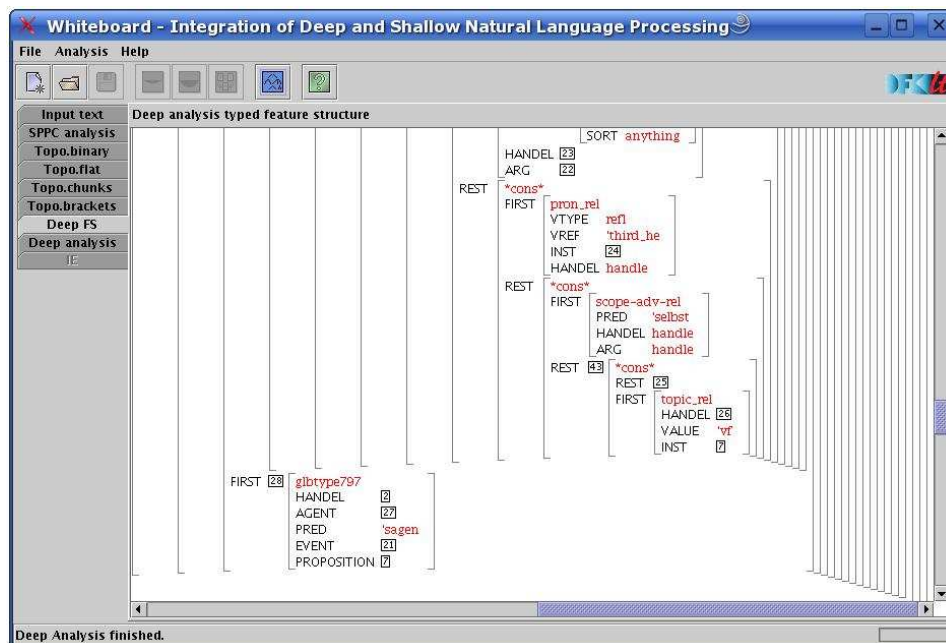 Whiteboard - Integration of Deep and Shallow Natural Language Processing
File Analysis Help
Input text
SPPC analysis
Topo.binary
Topo.flat
Topo.chunks
Topo.brackets
Deep FS
Deep analysis
IE
Deep analysis typed feature structure
SORT anything
HANDEL 23
ARG 22
REST *cons*
FIRST pron_rel
VTYPE refl
VREF 'third_he
INST 24
HANDEL handle
REST *cons*
FIRST scope-adv-rel
PRED 'selbst
HANDEL handle
ARG handle
REST 43 *cons*
REST 25
FIRST topic_rel
HANDEL 26
VALUE 'vf
INST 7
FIRST 28 glbtype797
HANDEL 2
AGENT 27
PRED 'sagen
EVENT 21
PROPOSITION 7
Deep Analysis finished.